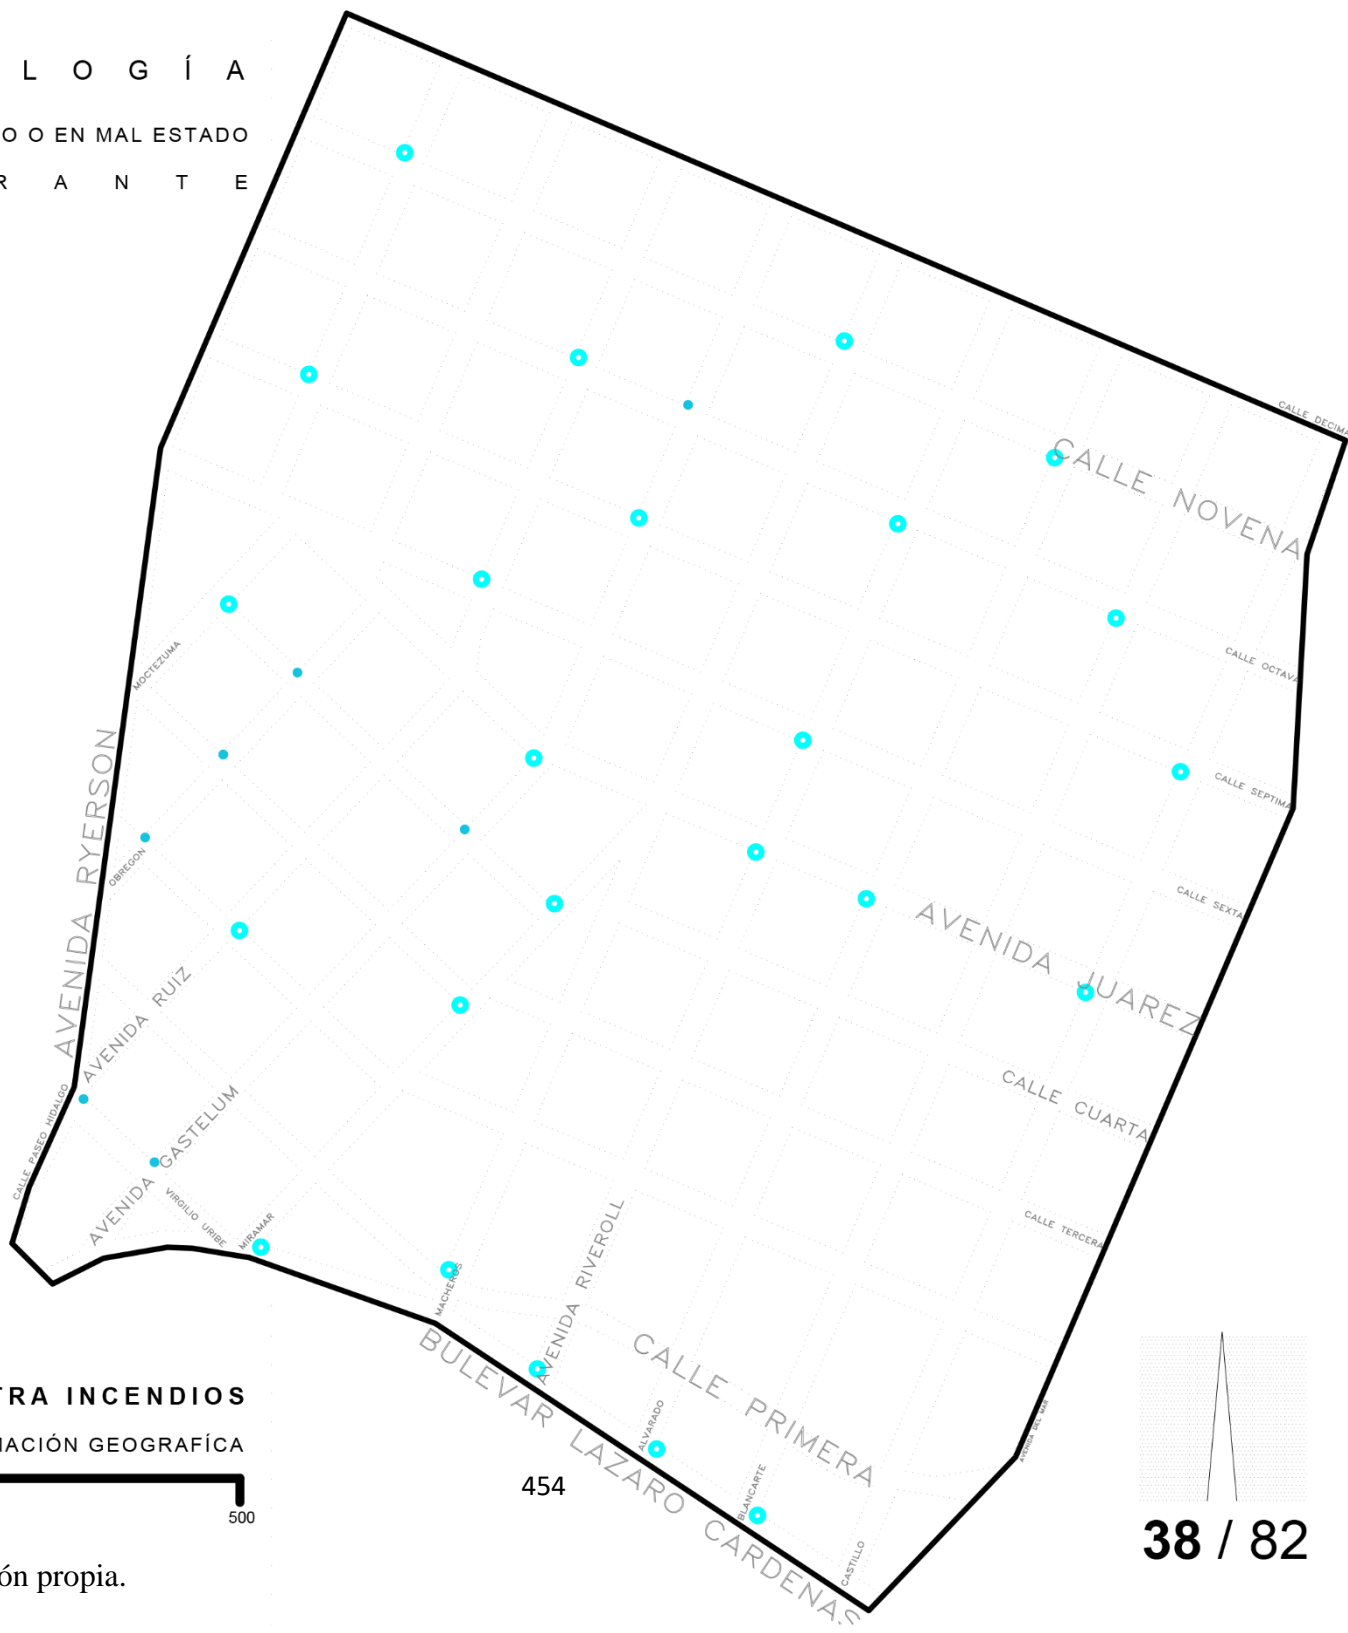 L O G Í A
O O EN MAL ESTADO
R A N T E
CALLE DECIMA
CALLE NOVENA
CALLE OCTAVA
CALLE SEPTIMA
CALLE SEXTA
AVENIDA JUAREZ
CALLE CUARTA
CALLE TERCERA
MOCTEZUMA
AVENIDA RYERSON
OBREGON
AVENIDA RUIZ
CALLE PASEO HIDALGO
AVENIDA GASTELUM
VIRGILIO URIBE
MIRAMAR
MACHEROS
AVENIDA RIVEROLL
CALLE PRIMERA
BULEVAR LAZARO CARDENAS
ALVARADO
BLANCARTE
CASTILLO
AVENIDA DEL MAR
TRA INCENDIOS
MACIÓN GEOGRAFÍCA
500
454
38 / 82
ón propia.